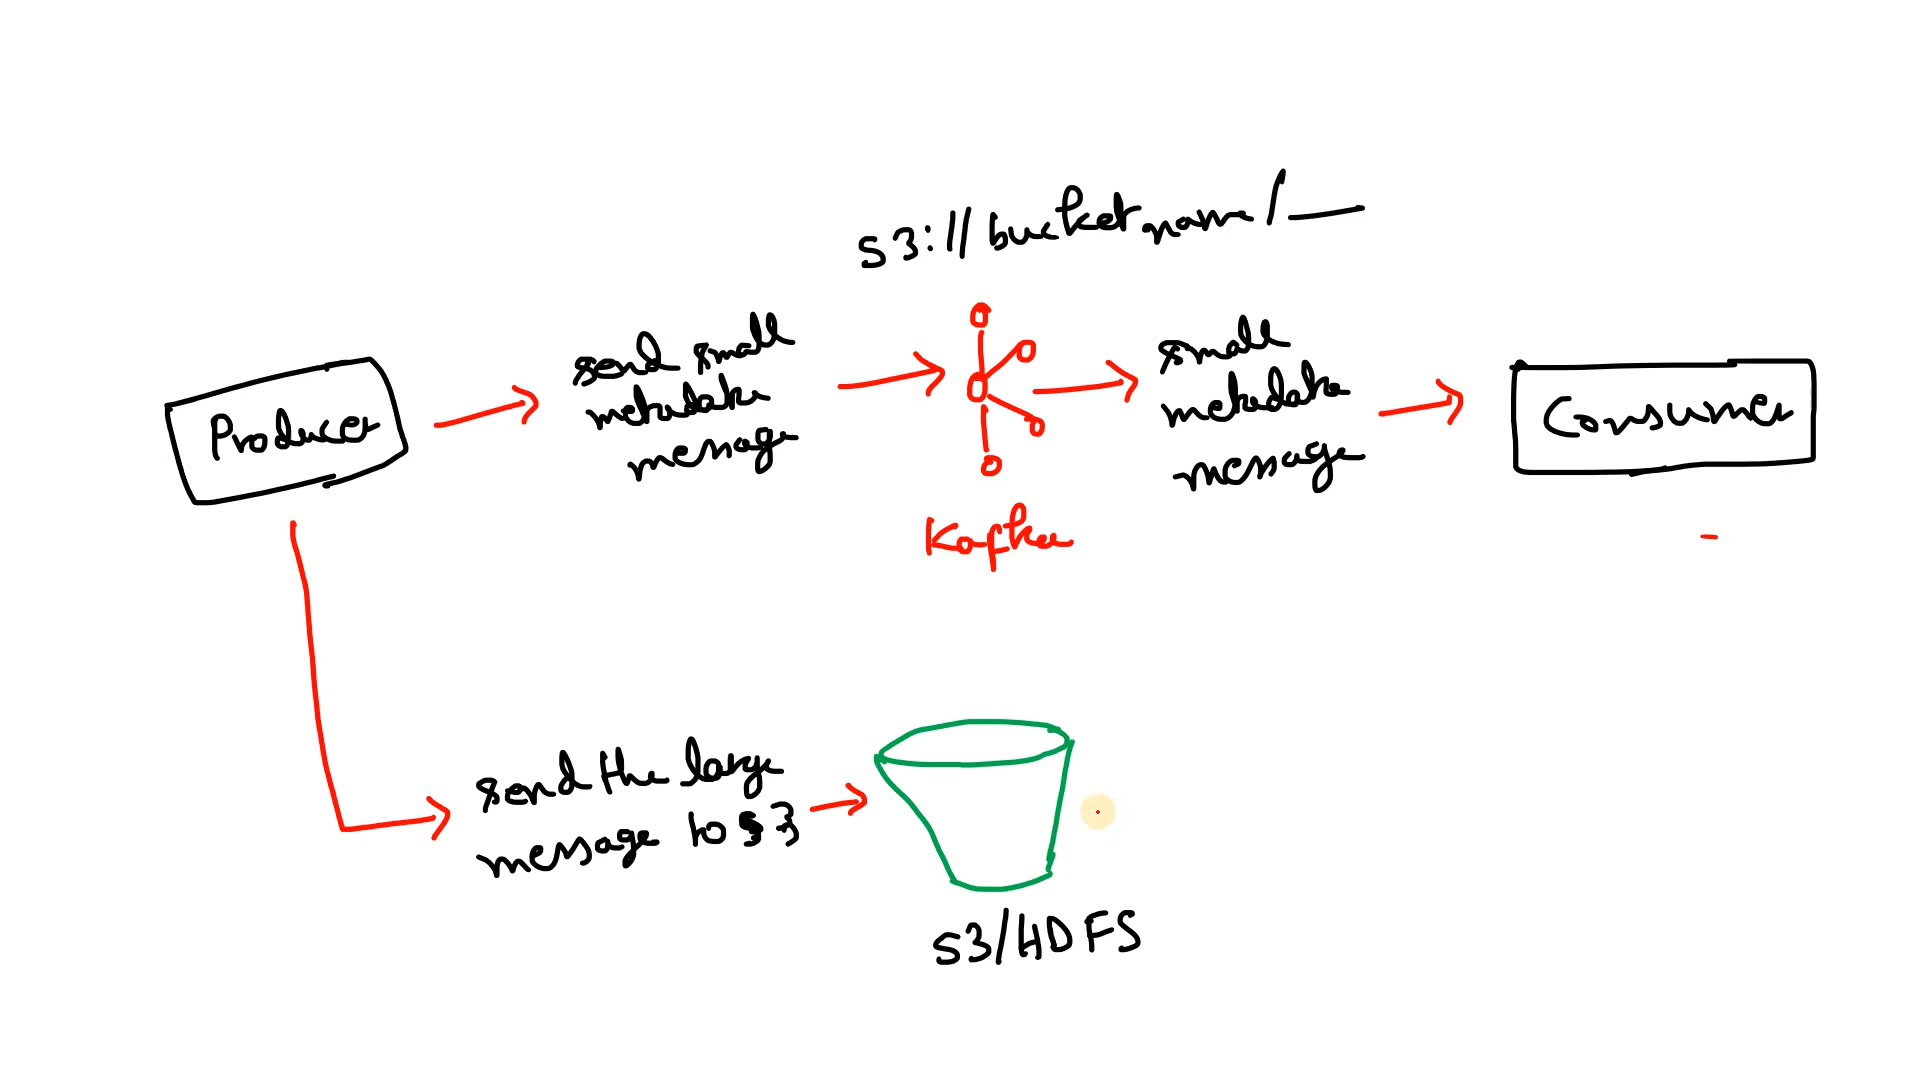 s3://bucketname/__
Producer
send small
metadata
message
Kafka
small
metadata
message
Consumer
send the large
message to S3
S3/HDFS